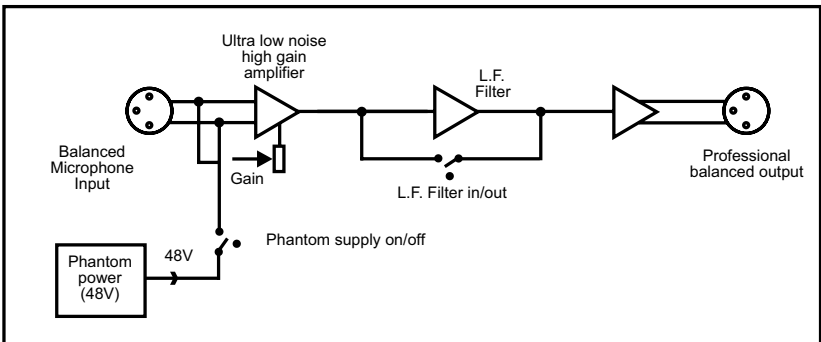 Ultra low noise
high gain
amplifier
L.F.
Filter
Balanced
Microphone
Input
Gain
L.F. Filter in/out
Professional
balanced output
Phantom supply on/off
48V
Phantom
power
(48V)